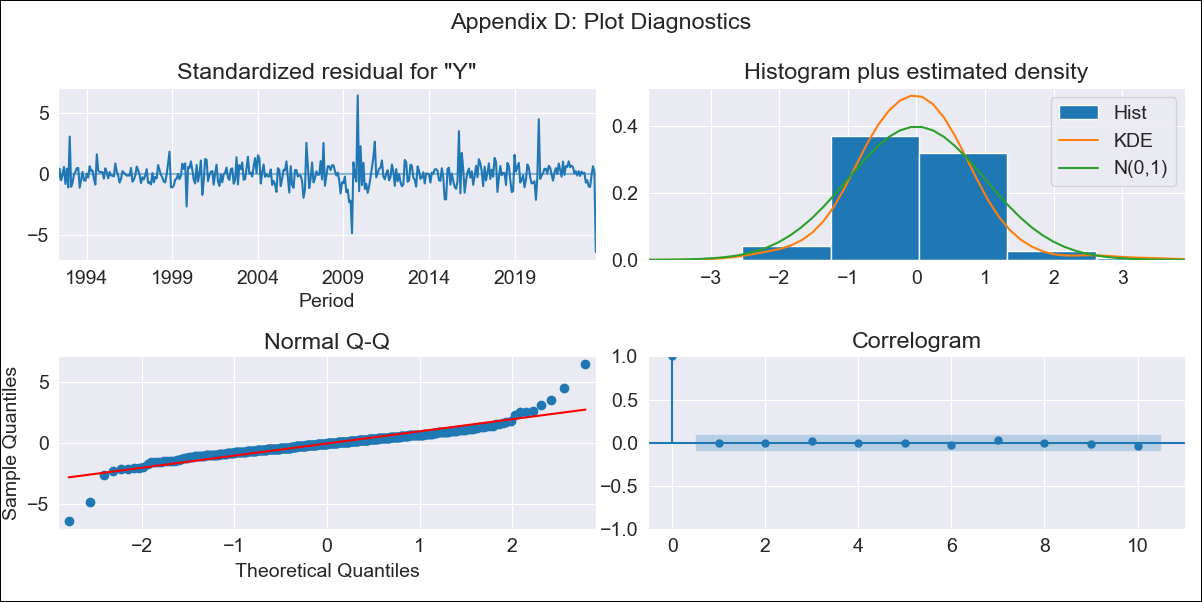 Appendix D: Plot Diagnostics
Standardized residual for "Y"
5
0
−5
1994 1999 2004 2009 2014 2019
Period
Histogram plus estimated density
0.4
0.2
0.0
−3 −2 −1 0 1 2 3
Hist
KDE
N(0,1)
Normal Q-Q
Sample Quantiles
5
0
−5
−2 −1 0 1 2
Theoretical Quantiles
Correlogram
1.0
0.5
0.0
−0.5
−1.0
0 2 4 6 8 10